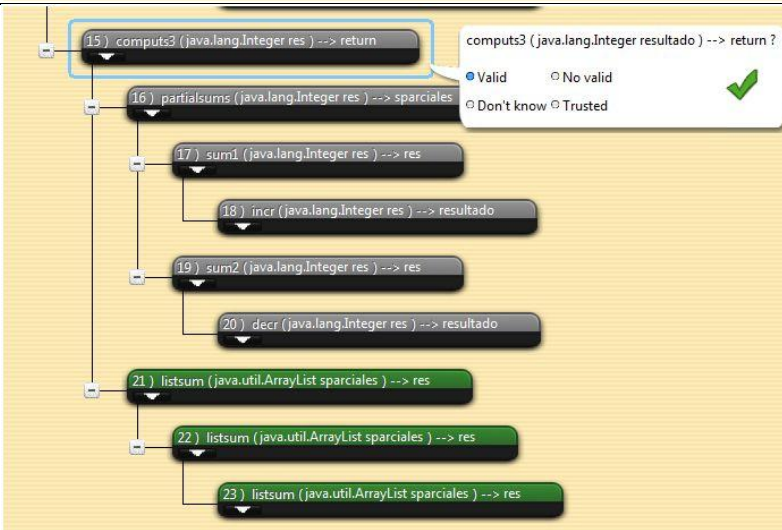 15 ) computs3 ( java.lang.Integer res ) --> return
computs3 ( java.lang.Integer resultado ) --> return ?
Valid
No valid
Don't know
Trusted
16 ) partialsums ( java.lang.Integer res ) --> sparciales
17 ) sum1 ( java.lang.Integer res ) --> res
18 ) incr ( java.lang.Integer res ) --> resultado
19 ) sum2 ( java.lang.Integer res ) --> res
20 ) decr ( java.lang.Integer res ) --> resultado
21 ) listsum ( java.util.ArrayList sparciales ) --> res
22 ) listsum ( java.util.ArrayList sparciales ) --> res
23 ) listsum ( java.util.ArrayList sparciales ) --> res